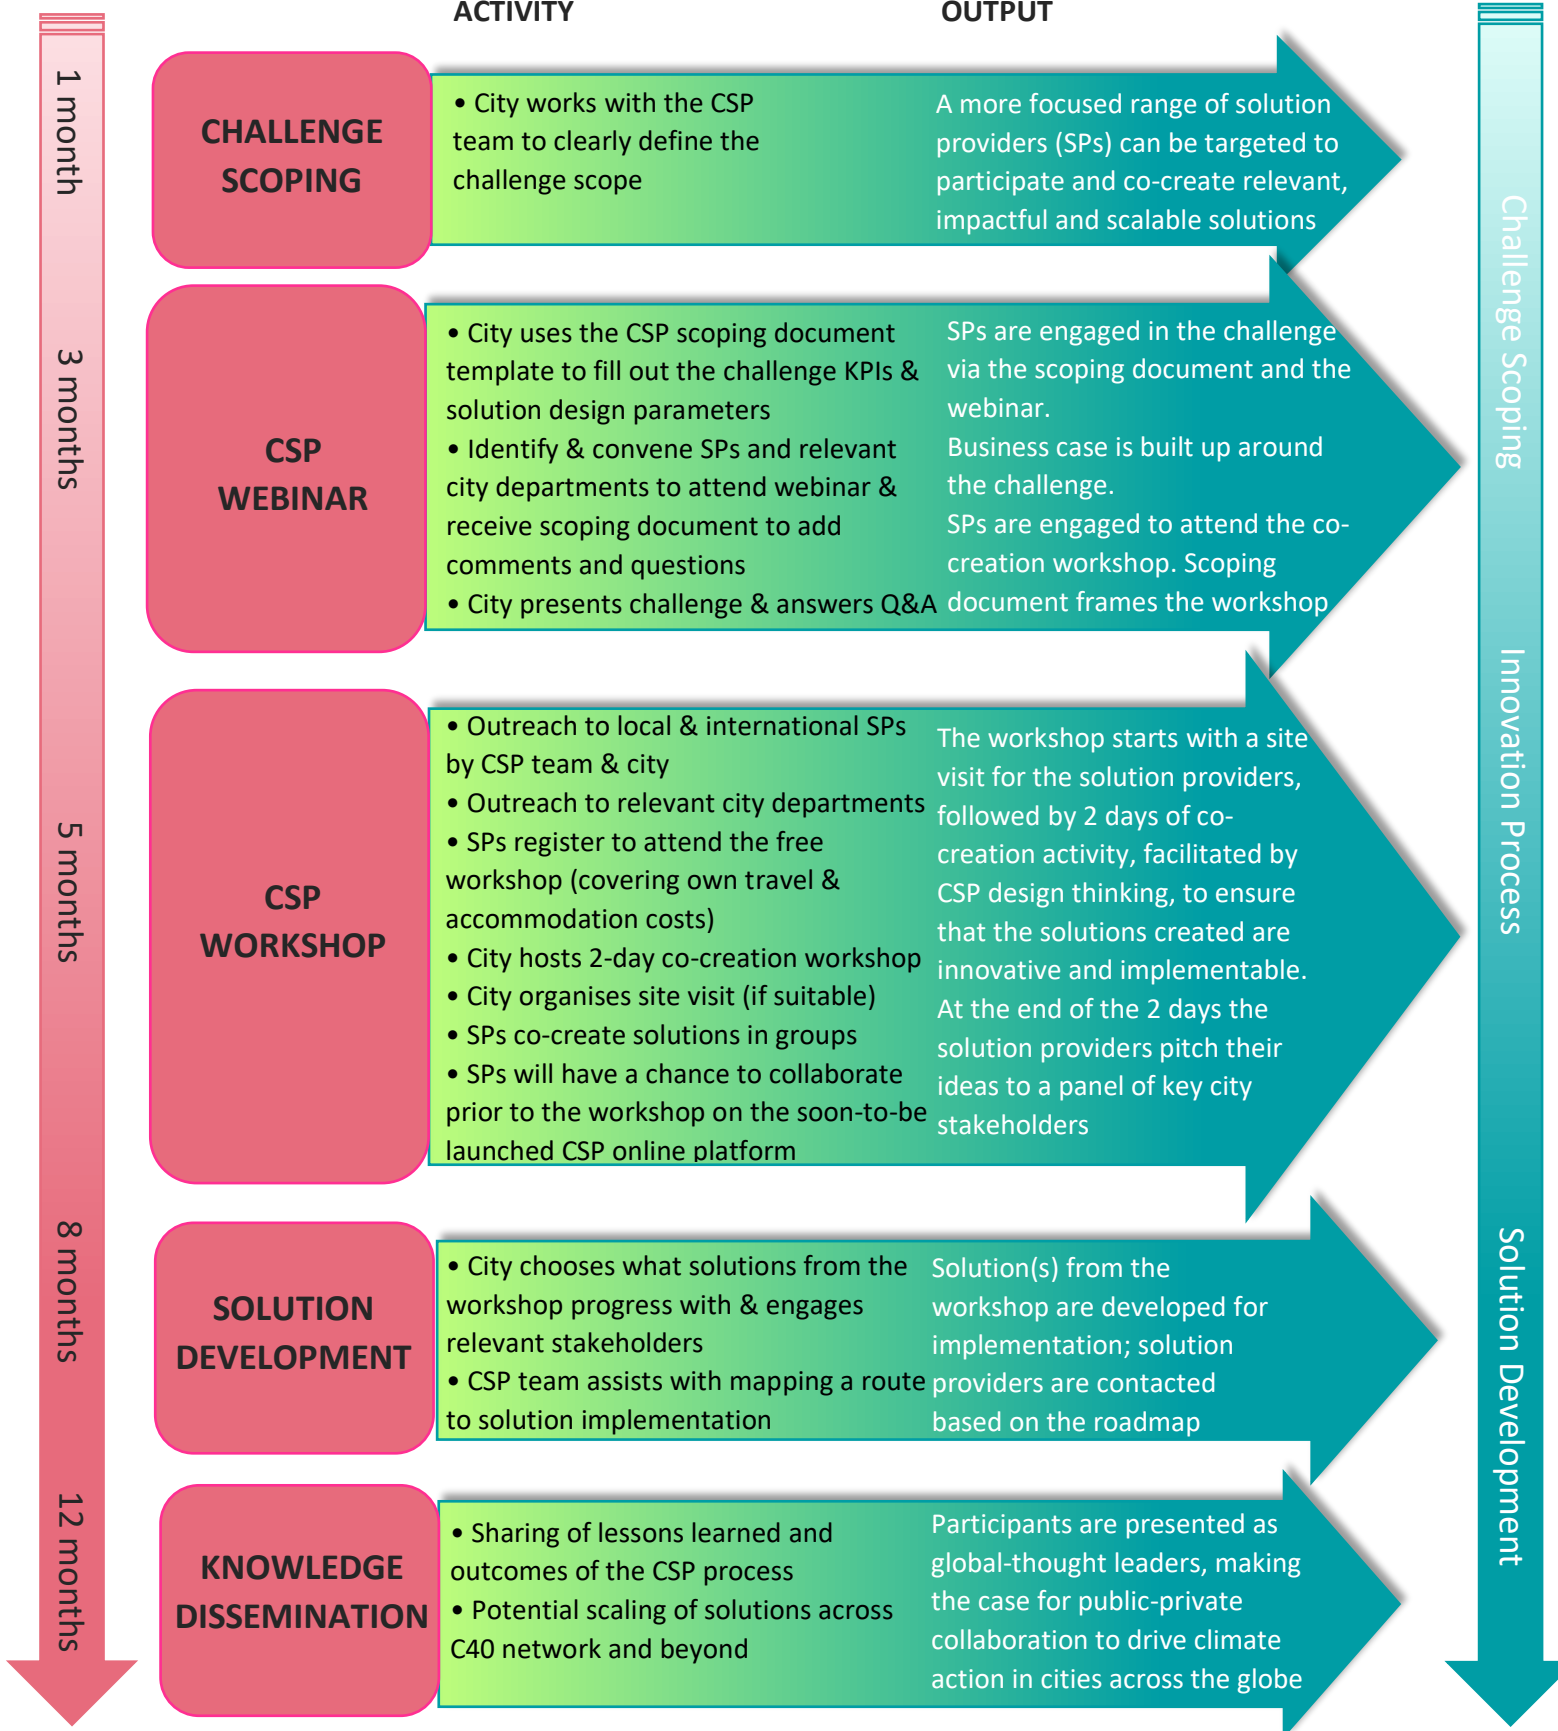 ACTIVITY
OUTPUT
1 month
CHALLENGE
SCOPING
• City works with the CSP
team to clearly define the
challenge scope
A more focused range of solution
providers (SPs) can be targeted to
participate and co-create relevant,
impactful and scalable solutions
Challenge Scoping
3 months
CSP
WEBINAR
• City uses the CSP scoping document
template to fill out the challenge KPIs &
solution design parameters
• Identify & convene SPs and relevant
city departments to attend webinar &
receive scoping document to add
comments and questions
• City presents challenge & answers Q&A
SPs are engaged in the challenge
via the scoping document and the
webinar.
Business case is built up around
the challenge.
SPs are engaged to attend the co-
creation workshop. Scoping
document frames the workshop
Innovation Process
5 months
CSP
WORKSHOP
• Outreach to local & international SPs
by CSP team & city
• Outreach to relevant city departments
• SPs register to attend the free
workshop (covering own travel &
accommodation costs)
• City hosts 2-day co-creation workshop
• City organises site visit (if suitable)
• SPs co-create solutions in groups
• SPs will have a chance to collaborate
prior to the workshop on the soon-to-be
launched CSP online platform
The workshop starts with a site
visit for the solution providers,
followed by 2 days of co-
creation activity, facilitated by
CSP design thinking, to ensure
that the solutions created are
innovative and implementable.
At the end of the 2 days the
solution providers pitch their
ideas to a panel of key city
stakeholders
8 months
SOLUTION
DEVELOPMENT
• City chooses what solutions from the
workshop progress with & engages
relevant stakeholders
• CSP team assists with mapping a route
to solution implementation
Solution(s) from the
workshop are developed for
implementation; solution
providers are contacted
based on the roadmap
Solution Development
12 months
KNOWLEDGE
DISSEMINATION
• Sharing of lessons learned and
outcomes of the CSP process
• Potential scaling of solutions across
C40 network and beyond
Participants are presented as
global-thought leaders, making
the case for public-private
collaboration to drive climate
action in cities across the globe